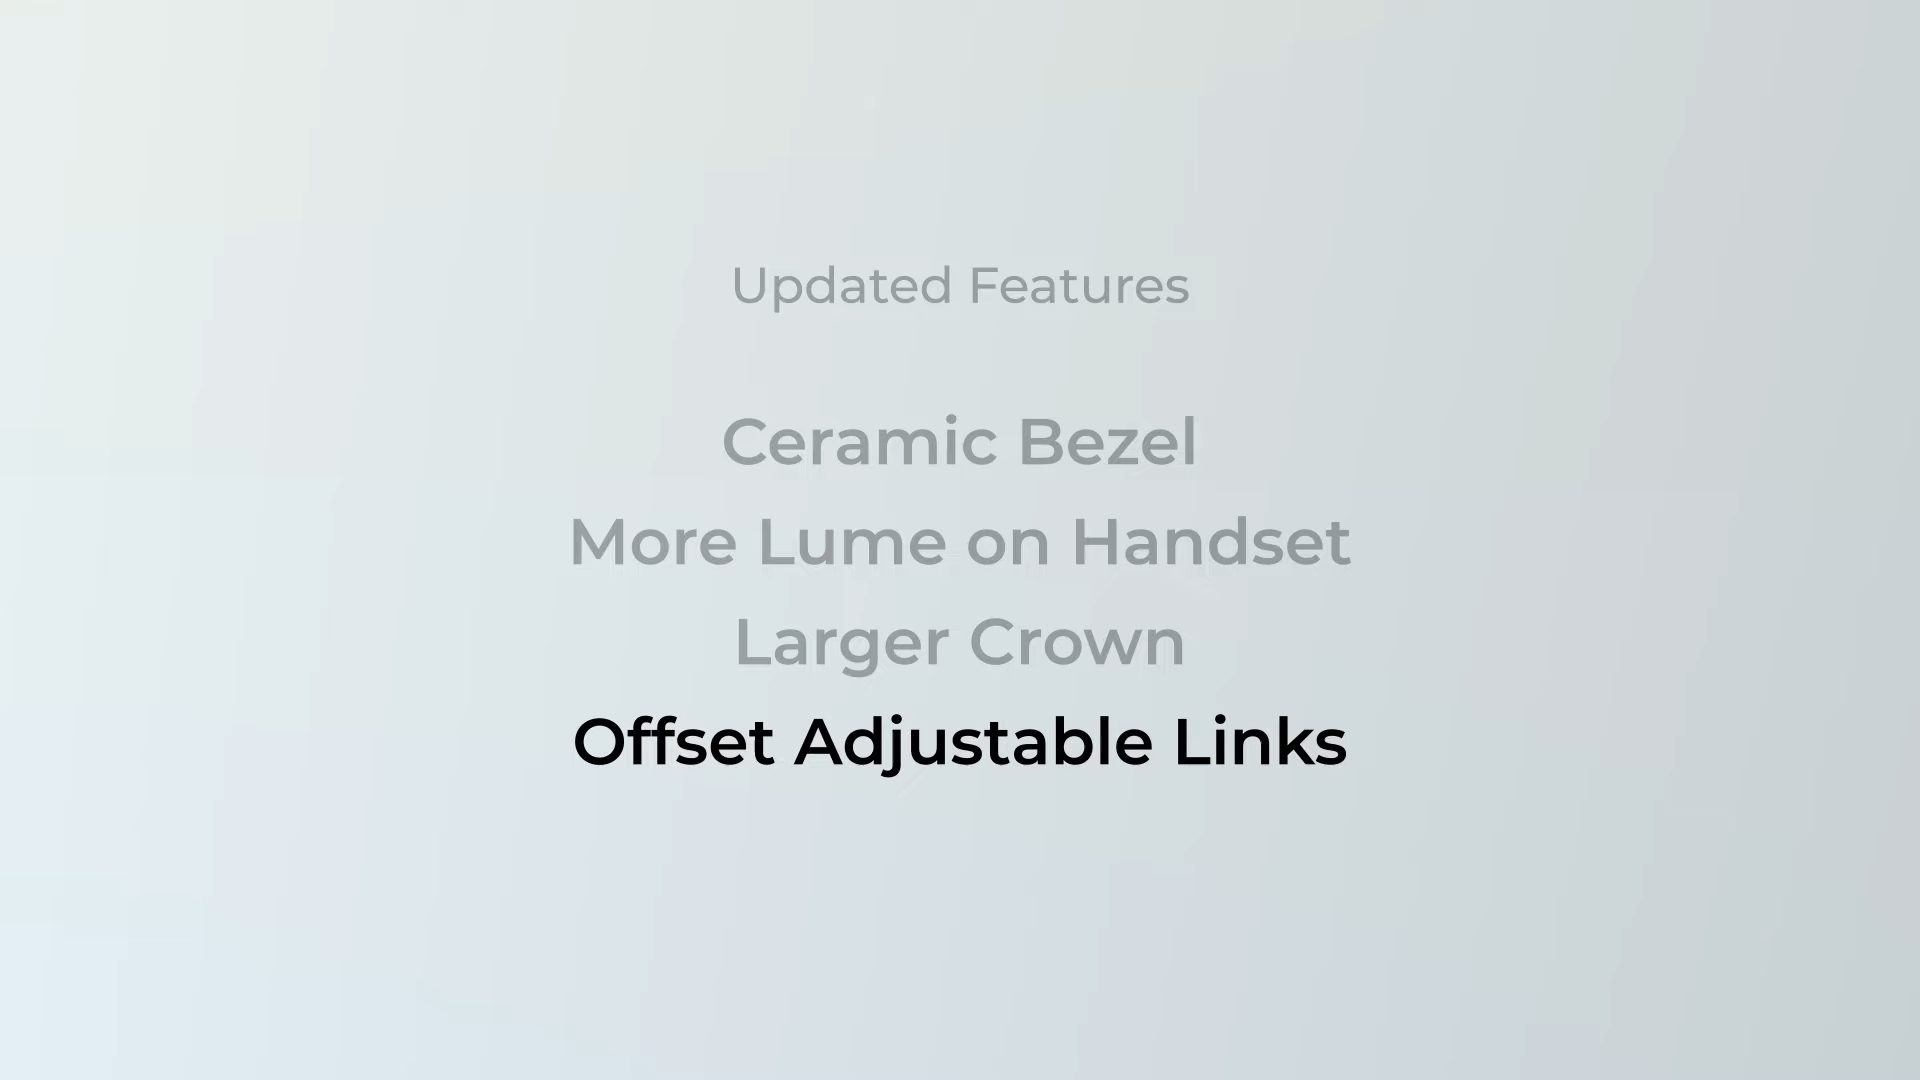 Updated Features
Ceramic Bezel
More Lume on Handset
Larger Crown
Offset Adjustable Links